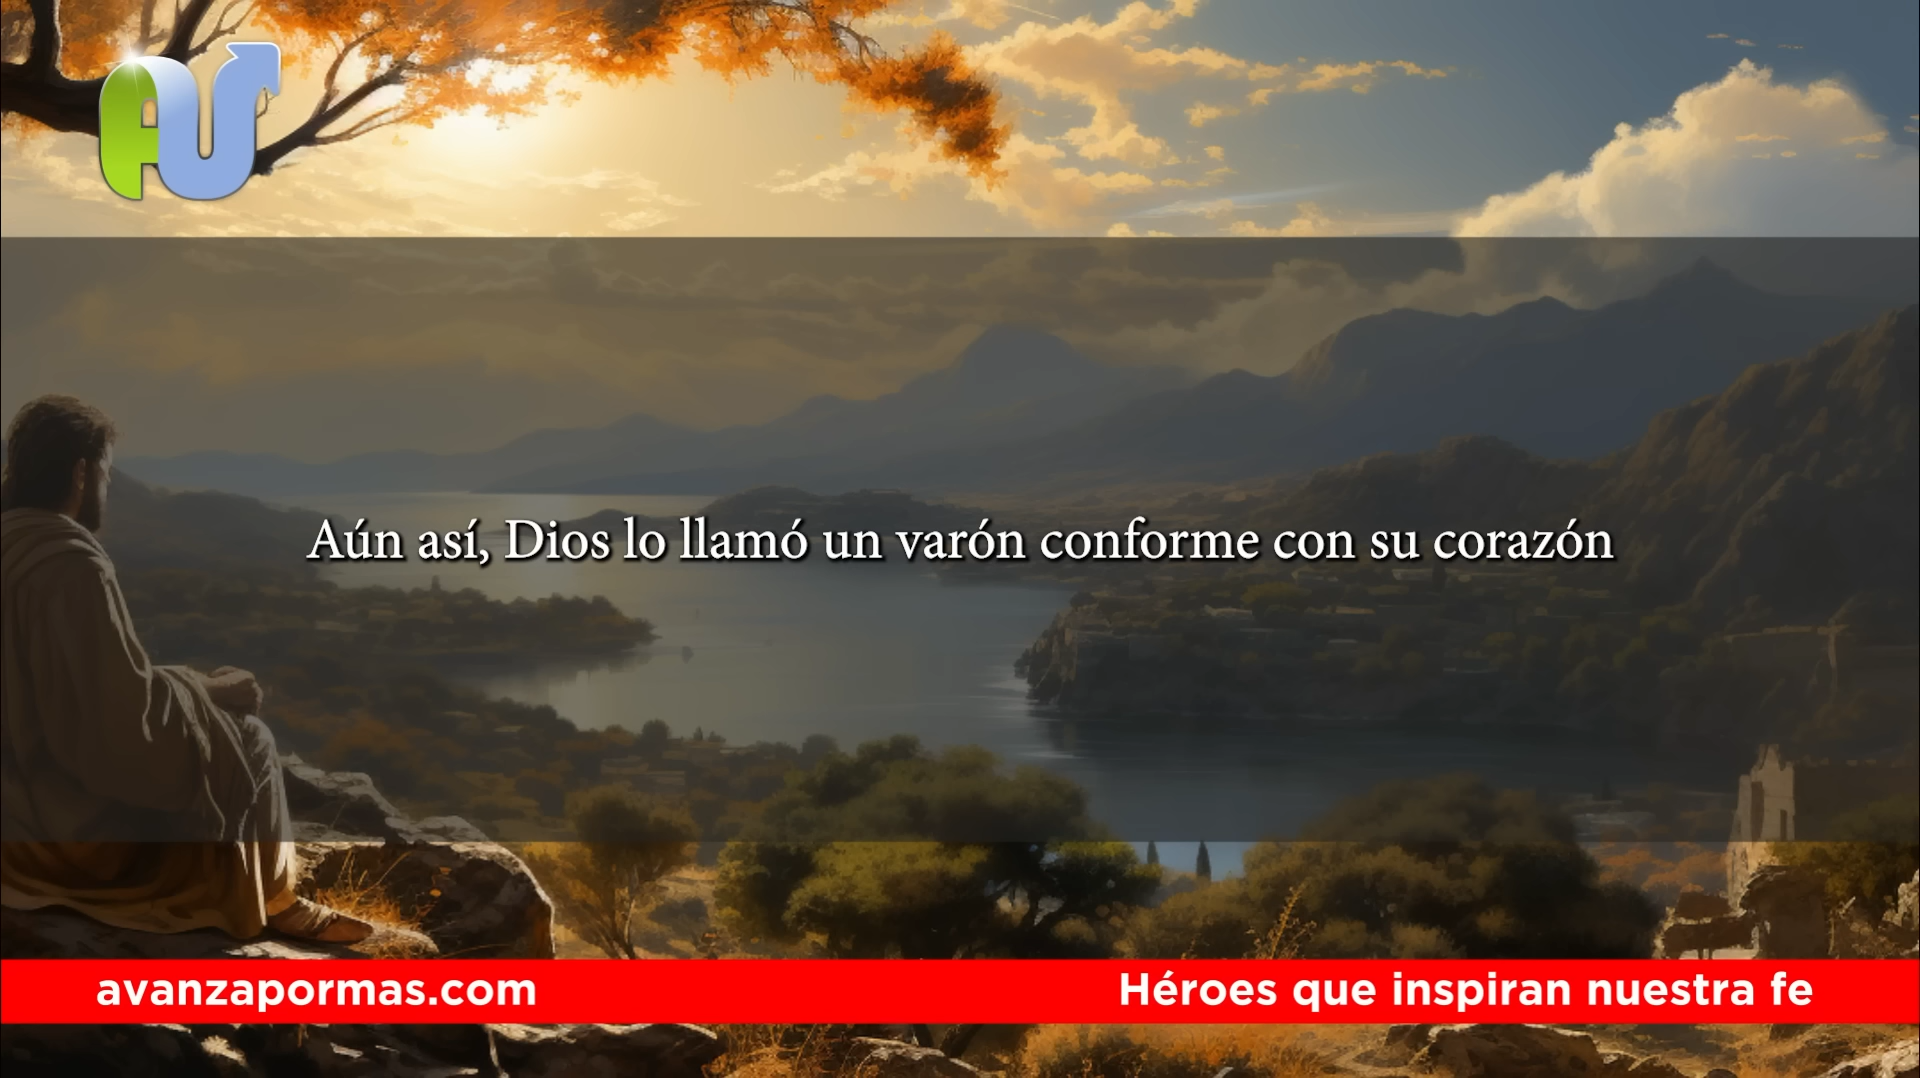 Aún así, Dios lo llamó un varón conforme con su corazón
avanzapormas.com
Héroes que inspiran nuestra fe